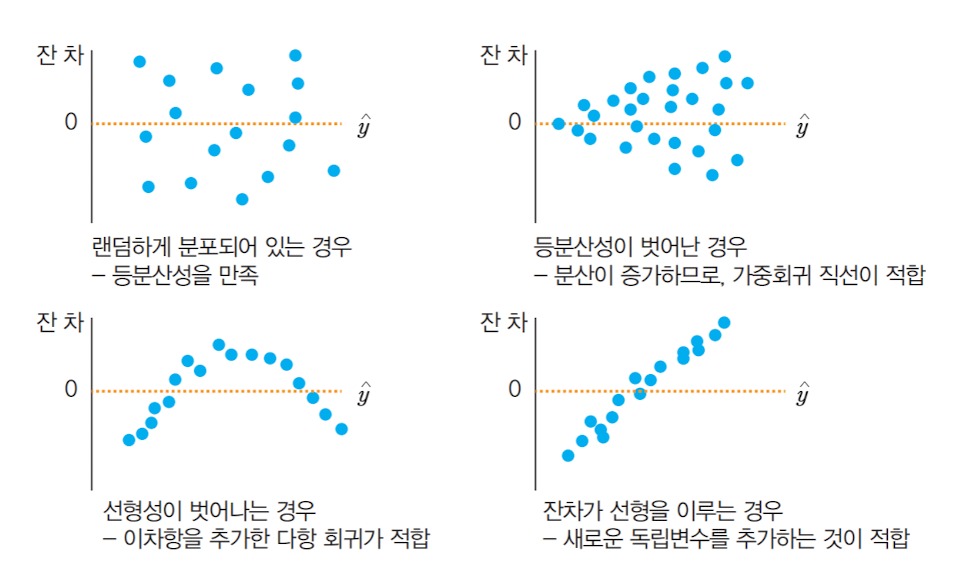 잔 차
0
ŷ
랜덤하게 분포되어 있는 경우
– 등분산성을 만족
잔 차
0
ŷ
등분산성이 벗어난 경우
– 분산이 증가하므로, 가중회귀 직선이 적합
잔 차
0
ŷ
선형성이 벗어나는 경우
– 이차항을 추가한 다항 회귀가 적합
잔 차
0
ŷ
잔차가 선형을 이루는 경우
– 새로운 독립변수를 추가하는 것이 적합